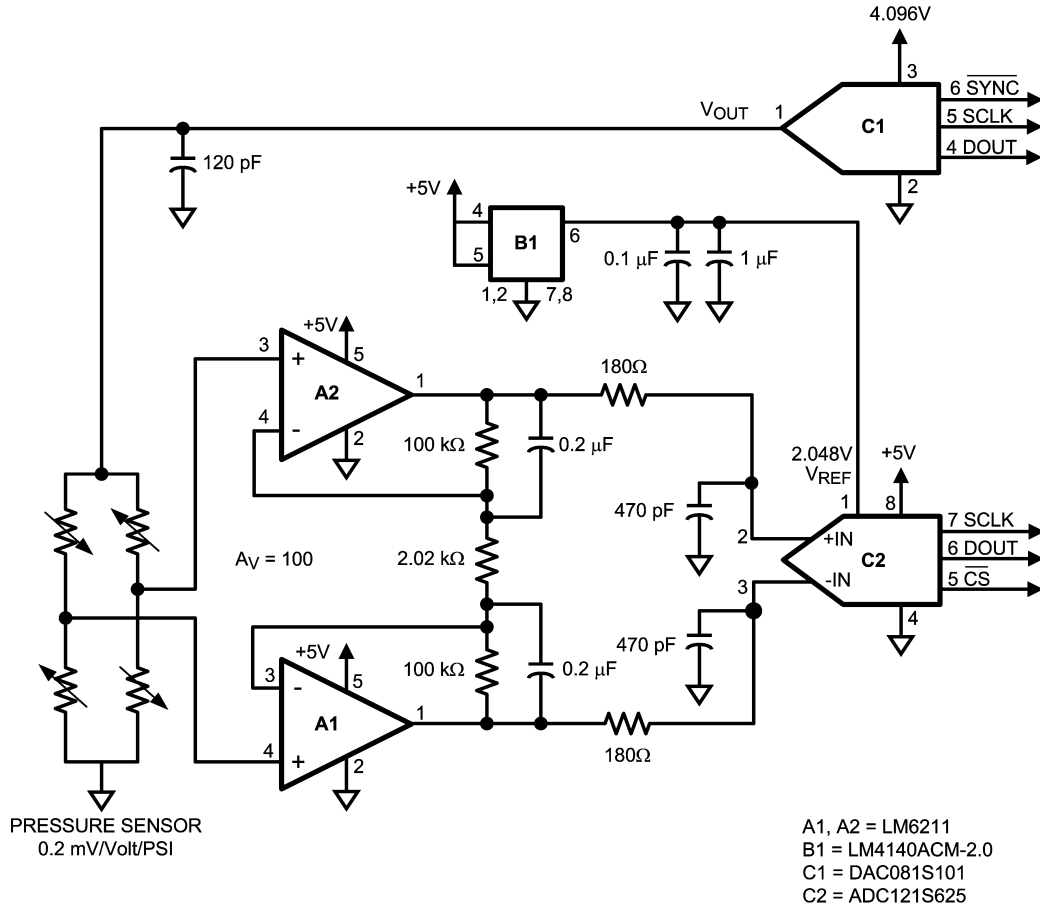 4.096V
3
6 SYNC
VOUT 1
C1
5 SCLK
4 DOUT
2
120 pF
+5V
4
B1
6
5
0.1 µF
1 µF
1,2
7,8
+5V
3
+
5
A2
1
180Ω
4
-
2
100 kΩ
0.2 µF
2.048V
VREF
+5V
1
8
470 pF
7 SCLK
2
+IN
6 DOUT
C2
AV = 100
2.02 kΩ
3
-IN
5 CS
4
+5V
470 pF
3
-
5
100 kΩ
0.2 µF
A1
1
4
+
2
180Ω
PRESSURE SENSOR
0.2 mV/Volt/PSI
A1, A2 = LM6211
B1 = LM4140ACM-2.0
C1 = DAC081S101
C2 = ADC121S625